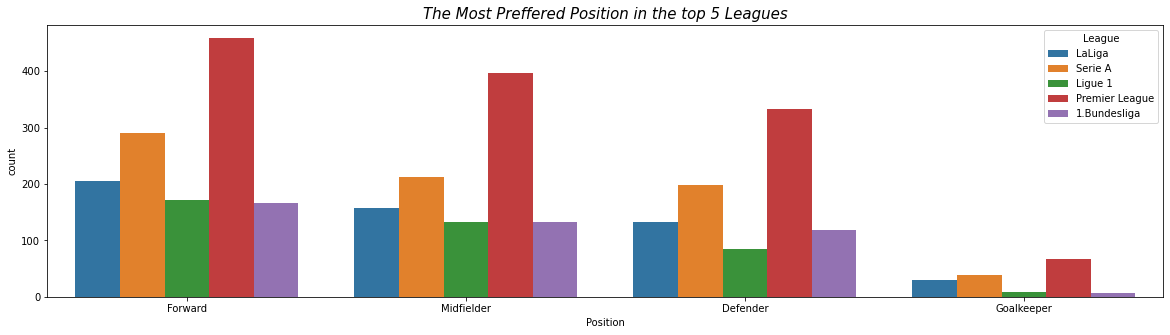 The Most Preffered Position in the top 5 Leagues
League
LaLiga
Serie A
Ligue 1
Premier League
1.Bundesliga
count
400
300
200
100
0
Forward
Midfielder
Defender
Goalkeeper
Position